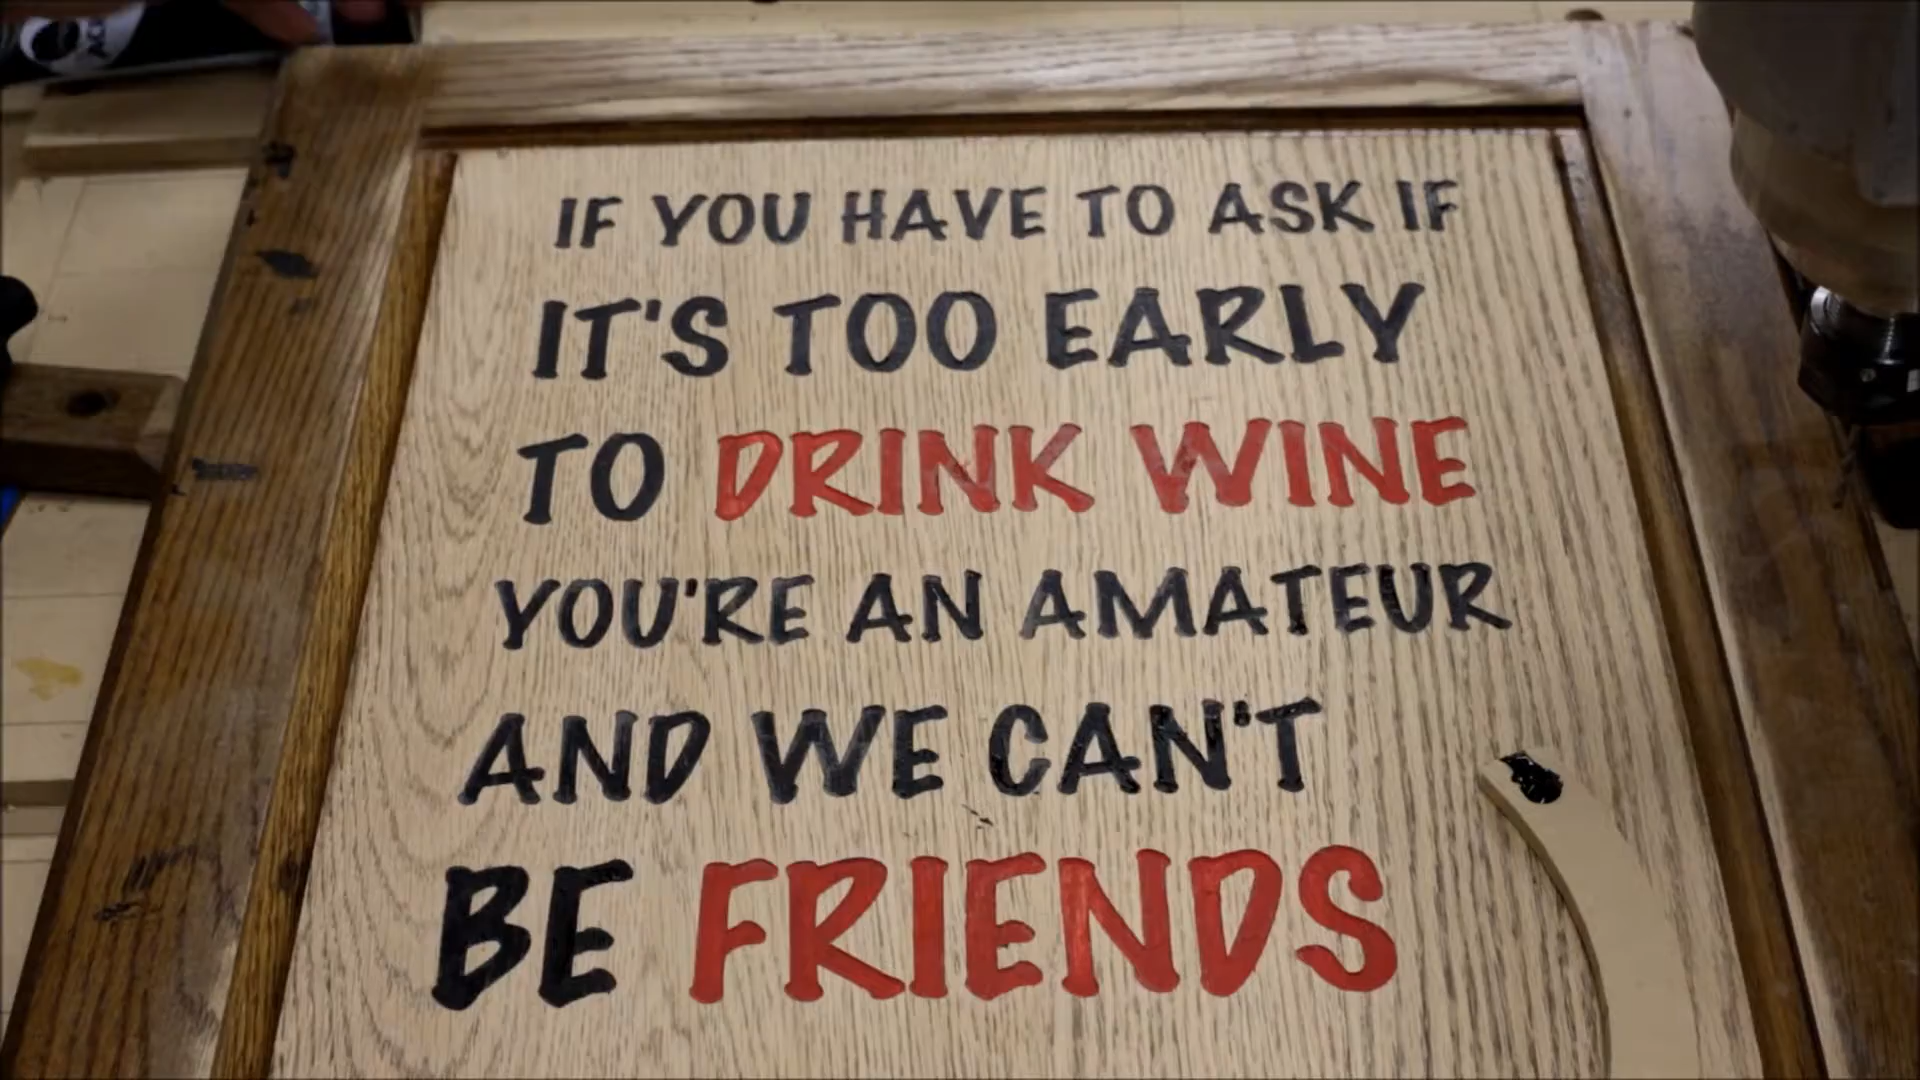 IF YOU HAVE TO ASK IF
IT'S TOO EARLY
TO DRINK WINE
YOU'RE AN AMATEUR
AND WE CAN'T
BE FRIENDS